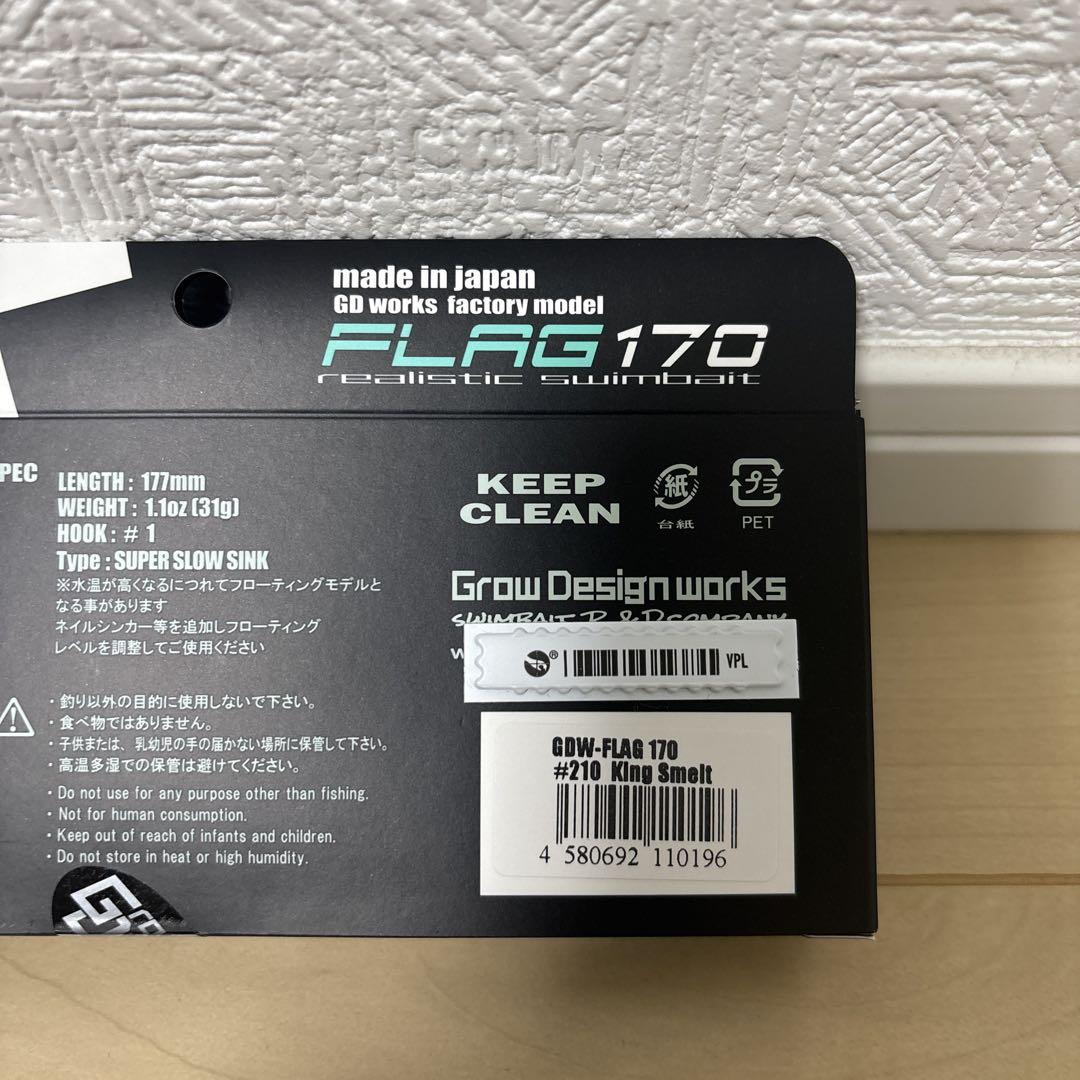 made in japan
GD works factory model
FLAG 170
realistic swimbait
PEC
LENGTH : 177mm
WEIGHT : 1.1oz (31g)
HOOK : # 1
Type : SUPER SLOW SINK
※水温が高くなるにつれてフローティングモデルと
なる事があります
ネイルシンカー等を追加しフローティング
レベルを調整してご使用ください
・釣り以外の目的に使用しないで下さい。
・食べ物ではありません。
・子供または、乳幼児の手の届かない場所に保管して下さい。
・高温多湿での保管は避けてください。
・Do not use for any purpose other than fishing.
・Not for human consumption.
・Keep out of reach of infants and children.
・Do not store in heat or high humidity.
KEEP
CLEAN
紙
台紙
プラ
PET
Grow Design works
SWIMBAIT R & D COMPANY
® VPL
GDW-FLAG 170
#210 King Smelt
4 580692 110196